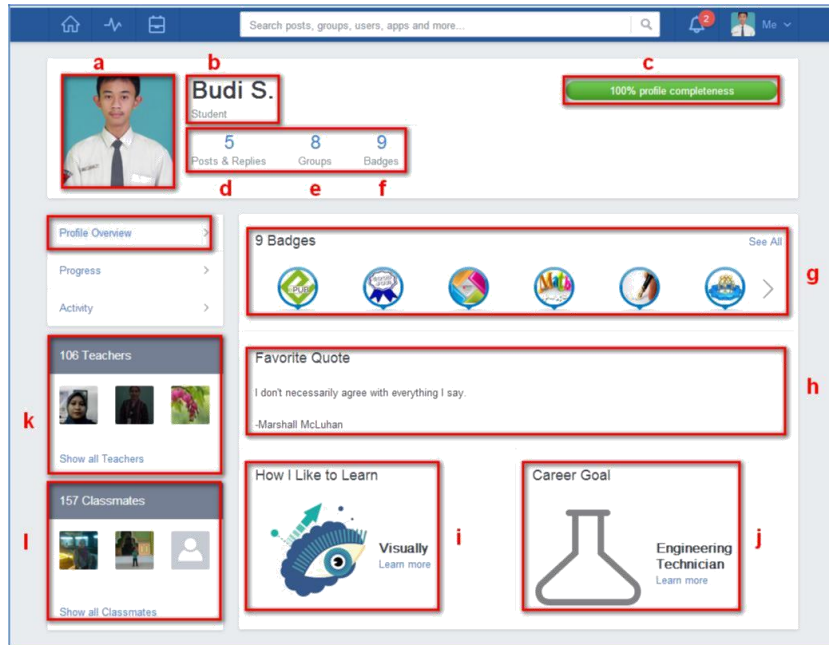 Search posts, groups, users, apps and more...
2
Me
a
b
c
Budi S.
Student
100% profile completeness
5 8 9
Posts & Replies Groups Badges
d e f
Profile Overview
Progress
Activity
9 Badges
See All
Math
g
106 Teachers
Show all Teachers
k
Favorite Quote
I don't necessarily agree with everything I say.
-Marshall McLuhan
h
157 Classmates
Show all Classmates
l
How I Like to Learn
Visually
Learn more
i
Career Goal
Engineering
Technician
Learn more
j